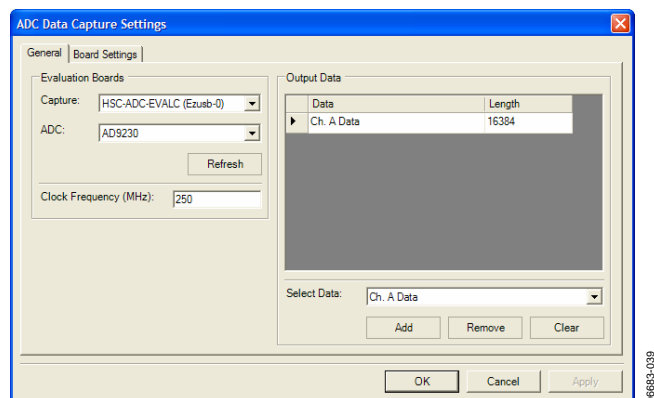 ADC Data Capture Settings
General
Board Settings
Evaluation Boards
Capture:
HSC-ADC-EVALC (Ezusb-0)
ADC:
AD9230
Refresh
Clock Frequency (MHz):
250
Output Data
Data
Length
Ch. A Data
16384
Select Data:
Ch. A Data
Add
Remove
Clear
OK
Cancel
Apply
06683-039